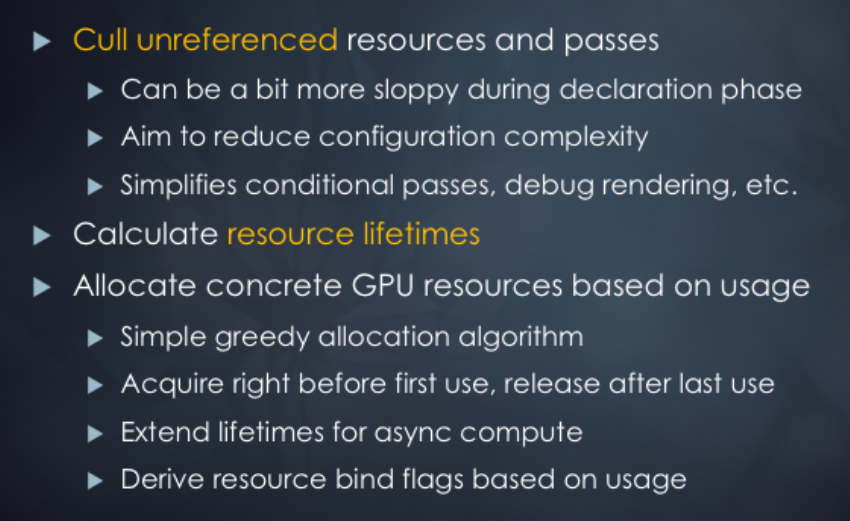 Cull unreferenced resources and passes
Can be a bit more sloppy during declaration phase
Aim to reduce configuration complexity
Simplifies conditional passes, debug rendering, etc.
Calculate resource lifetimes
Allocate concrete GPU resources based on usage
Simple greedy allocation algorithm
Acquire right before first use, release after last use
Extend lifetimes for async compute
Derive resource bind flags based on usage